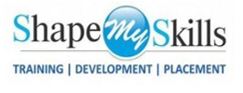 Shape My Skills
TRAINING | DEVELOPMENT | PLACEMENT